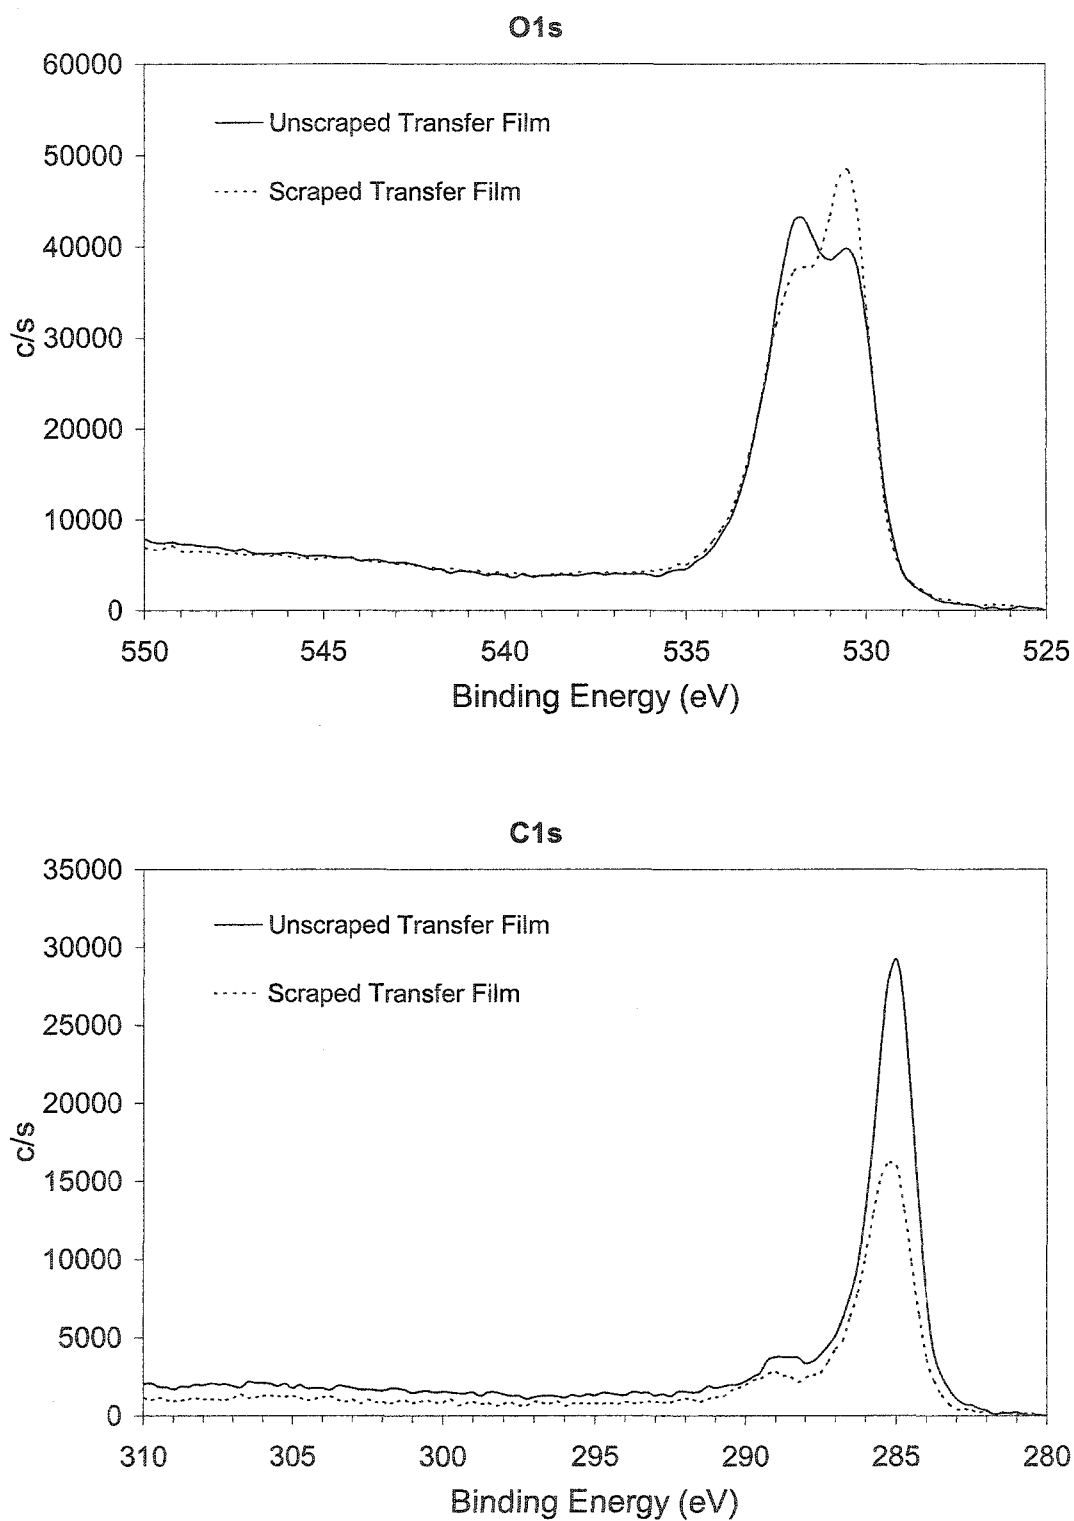 O1s
60000
Unscraped Transfer Film
50000
Scraped Transfer Film
40000
c/s
30000
20000
10000
0
550 545 540 535 530 525
Binding Energy (eV)
C1s
35000
Unscraped Transfer Film
30000
Scraped Transfer Film
25000
20000
c/s
15000
10000
5000
0
310 305 300 295 290 285 280
Binding Energy (eV)